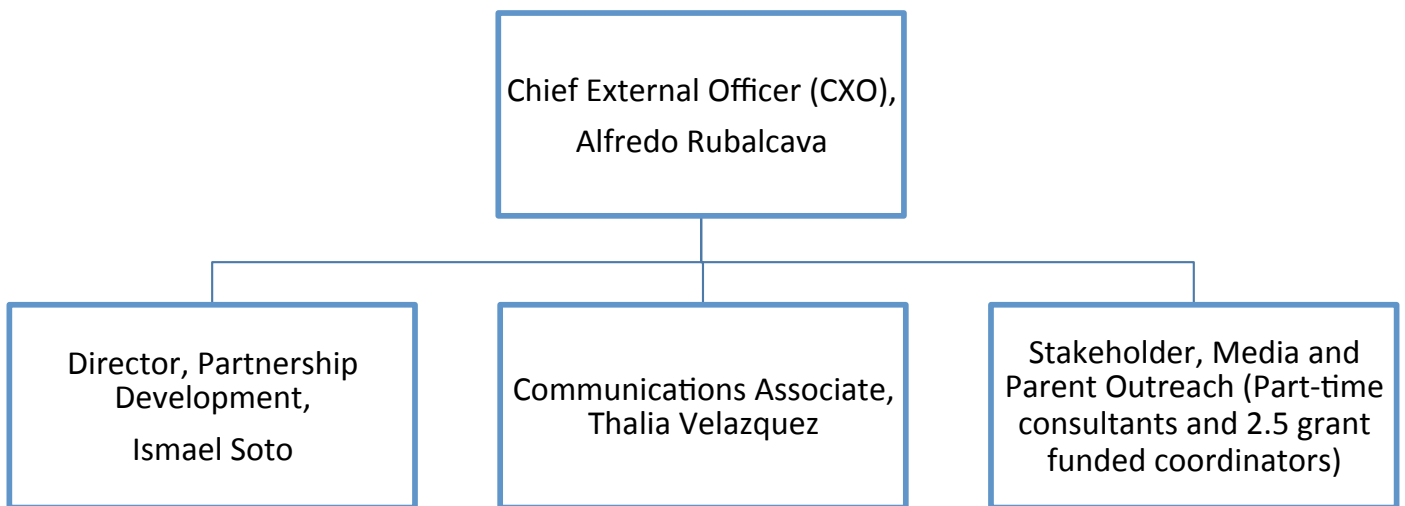 Chief External Officer (CXO),
Alfredo Rubalcava
Director, Partnership
Development,
Ismael Soto
Communications Associate,
Thalia Velazquez
Stakeholder, Media and
Parent Outreach (Part-time
consultants and 2.5 grant
funded coordinators)